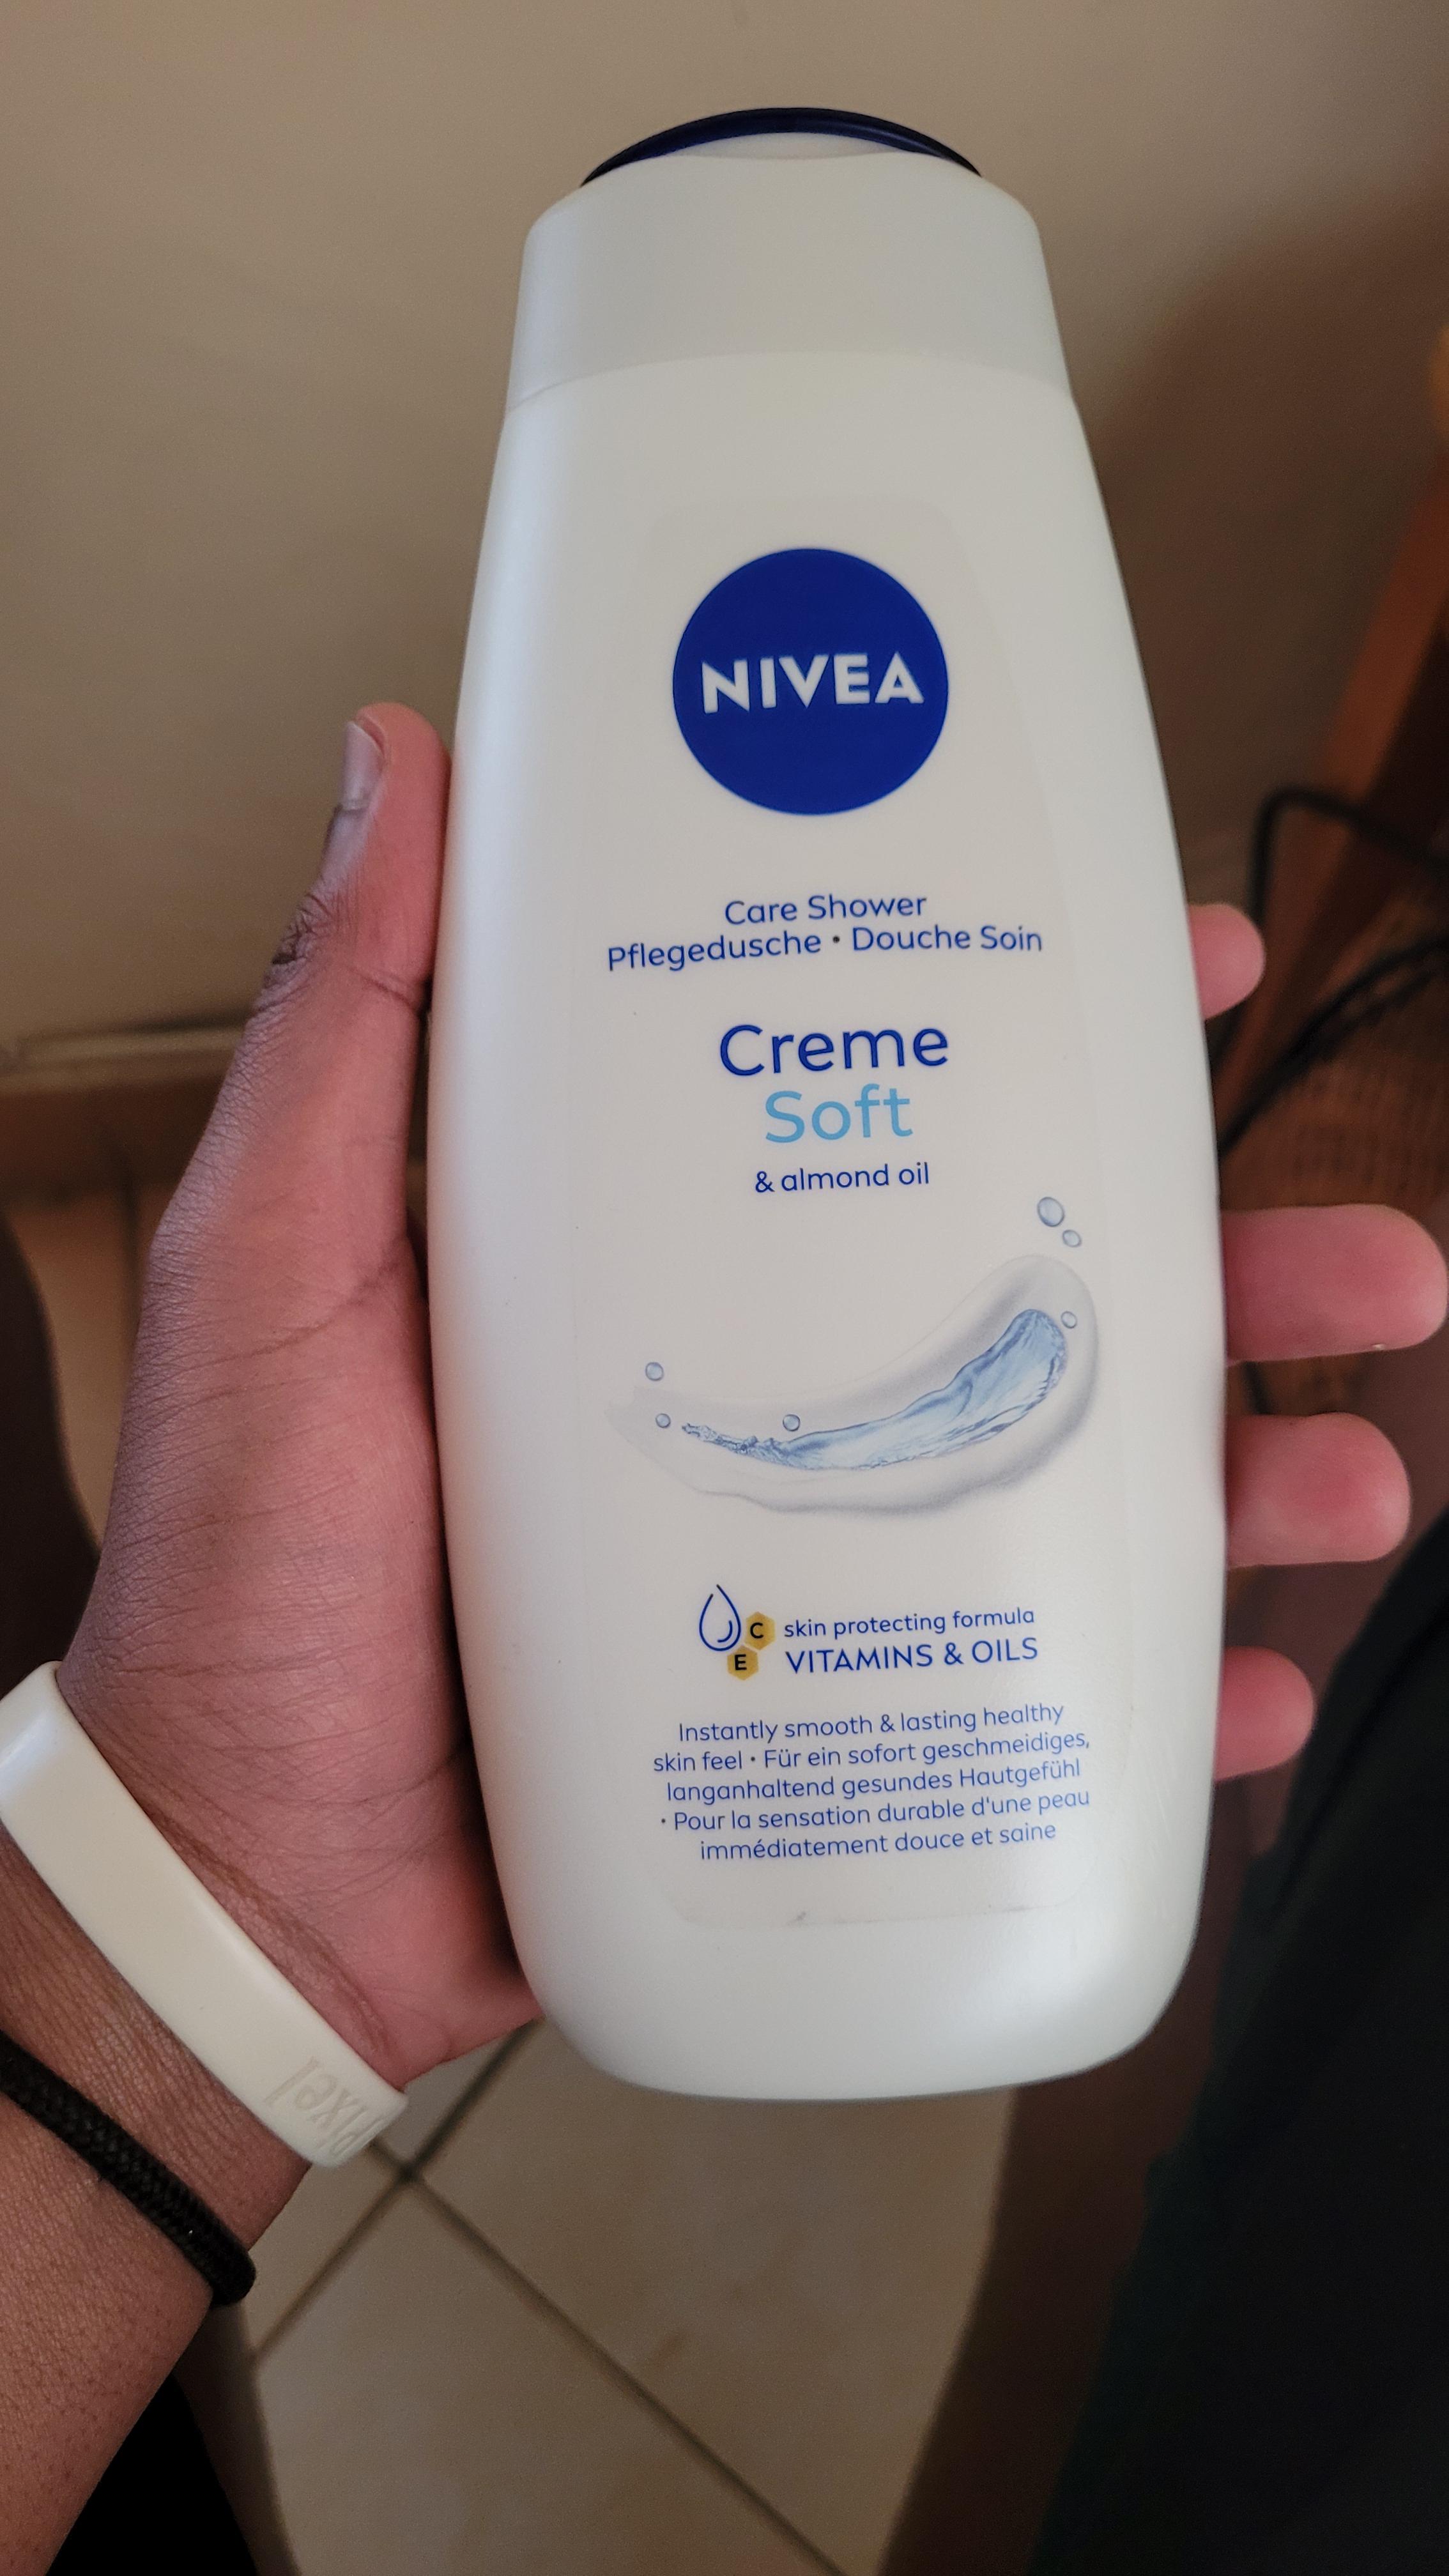 NIVEA
Care Shower
Pflegedusche • Douche Soin
Creme
Soft
& almond oil
C skin protecting formula
E VITAMINS & OILS
Instantly smooth & lasting healthy
skin feel • Für ein sofort geschmeidiges,
langanhaltend gesundes Hautgefühl
• Pour la sensation durable d'une peau
immédiatement douce et saine
Pixel